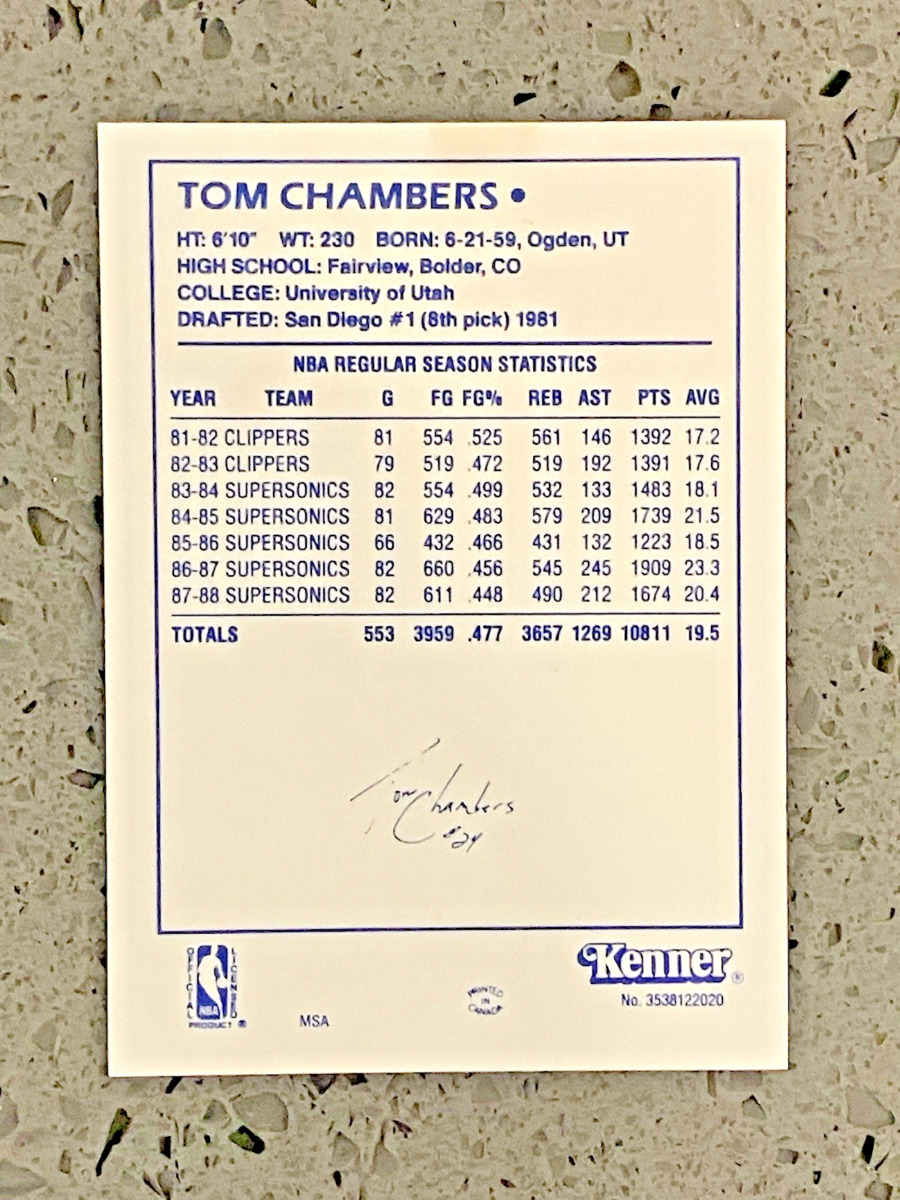 TOM CHAMBERS •
HT: 6'10" WT: 230 BORN: 6-21-59, Ogden, UT
HIGH SCHOOL: Fairview, Bolder, CO
COLLEGE: University of Utah
DRAFTED: San Diego #1 (8th pick) 1981
NBA REGULAR SEASON STATISTICS
YEAR TEAM G FG FG% REB AST PTS AVG
81-82 CLIPPERS 81 554 .525 561 146 1392 17.2
82-83 CLIPPERS 79 519 .472 519 192 1391 17.6
83-84 SUPERSONICS 82 554 .499 532 133 1483 18.1
84-85 SUPERSONICS 81 629 .483 579 209 1739 21.5
85-86 SUPERSONICS 66 432 .466 431 132 1223 18.5
86-87 SUPERSONICS 82 660 .456 545 245 1909 23.3
87-88 SUPERSONICS 82 611 .448 490 212 1674 20.4
TOTALS 553 3959 .477 3657 1269 10811 19.5
Tom Chambers
#24
OFFICIAL LICENSED
NBA
PRODUCT ®
MSA
PRINTED
IN
CANADA
Kenner®
No. 3538122020